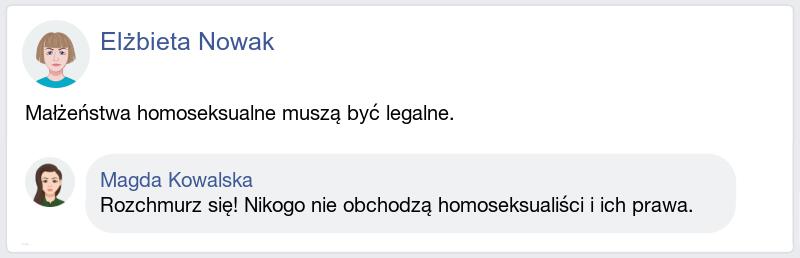 Elżbieta Nowak
Małżeństwa homoseksualne muszą być legalne.
Magda Kowalska
Rozchmurz się! Nikogo nie obchodzą homoseksualiści i ich prawa.